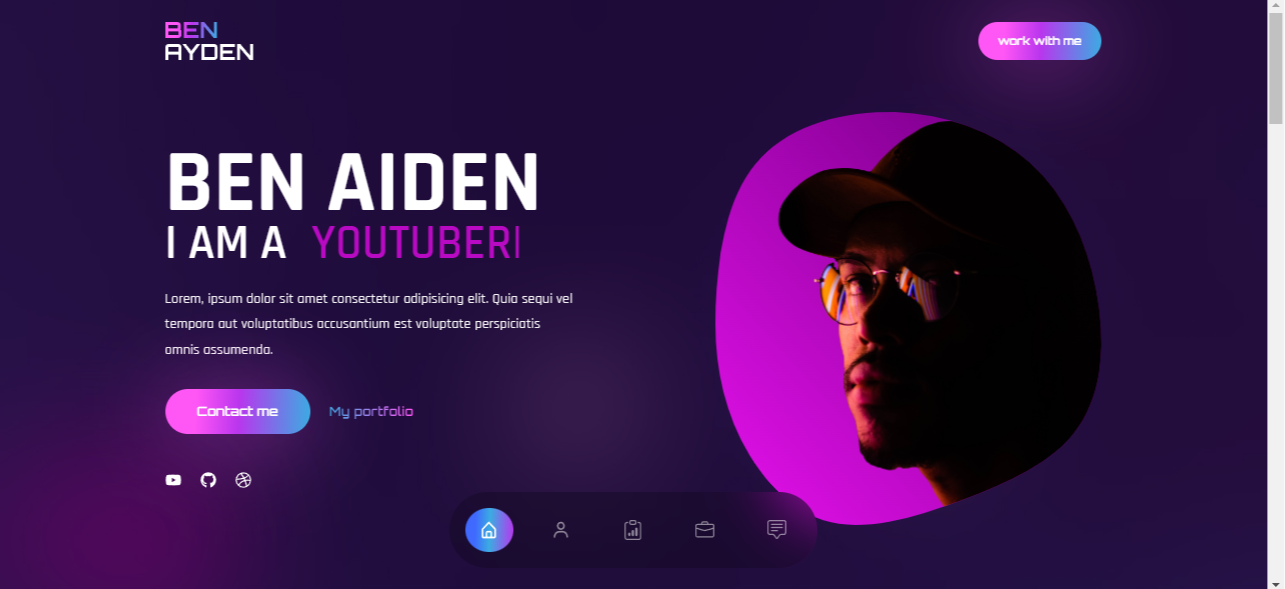 BEN
AYDEN
work with me
BEN AIDEN
I AM A YOUTUBER
Lorem, ipsum dolor sit amet consectetur adipisicing elit. Quia sequi vel
tempora aut voluptatibus accusantium est voluptate perspiciatis
omnis assumenda.
Contact me
My portfolio